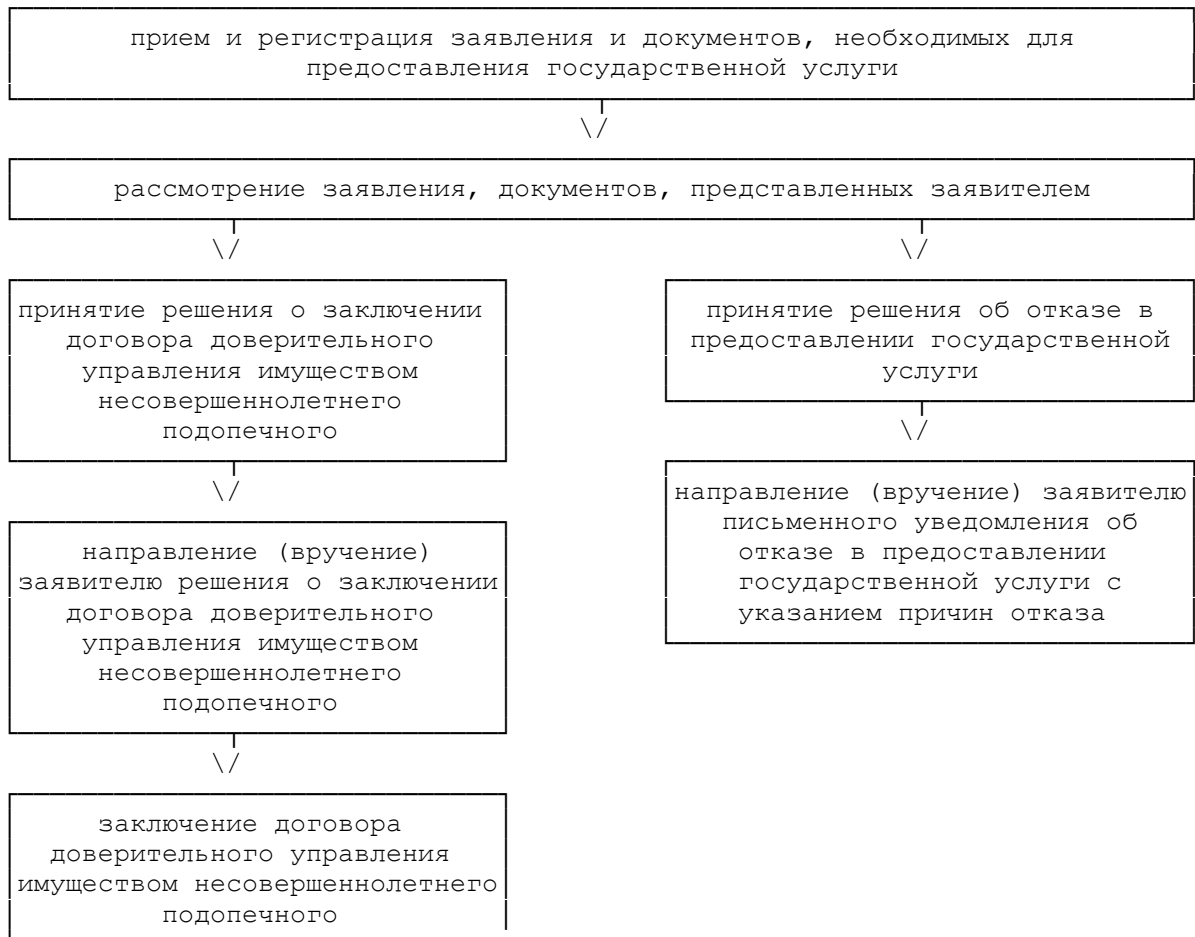 прием и регистрация заявления и документов, необходимых для
предоставления государственной услуги
\/
рассмотрение заявления, документов, представленных заявителем
\/
\/
принятие решения о заключении
договора доверительного
управления имуществом
несовершеннолетнего
подопечного
\/
направление (вручение)
заявителю решения о заключении
договора доверительного
управления имуществом
несовершеннолетнего
подопечного
\/
заключение договора
доверительного управления
имуществом несовершеннолетнего
подопечного
принятие решения об отказе в
предоставлении государственной
услуги
\/
направление (вручение) заявителю
письменного уведомления об
отказе в предоставлении
государственной услуги с
указанием причин отказа